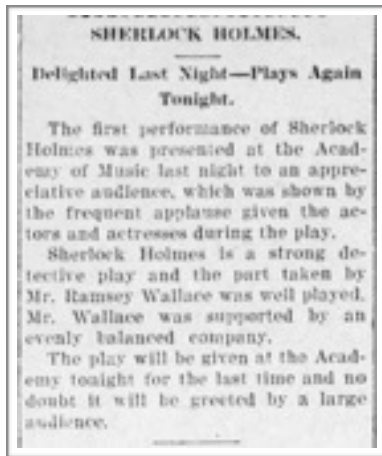 SHERLOCK HOLMES.
Delighted Last Night—Plays Again
Tonight.
The first performance of Sherlock
Holmes was presented at the Acad-
emy of Music last night to an appre-
ciative audience, which was shown by
the frequent applause given the ac-
tors and actresses during the play.
Sherlock Holmes is a strong de-
tective play and the part taken by
Mr. Ramsey Wallace was well played.
Mr. Wallace was supported by an
evenly balanced company.
The play will be given at the Acad-
emy tonight for the last time and no
doubt it will be greeted by a large
audience.